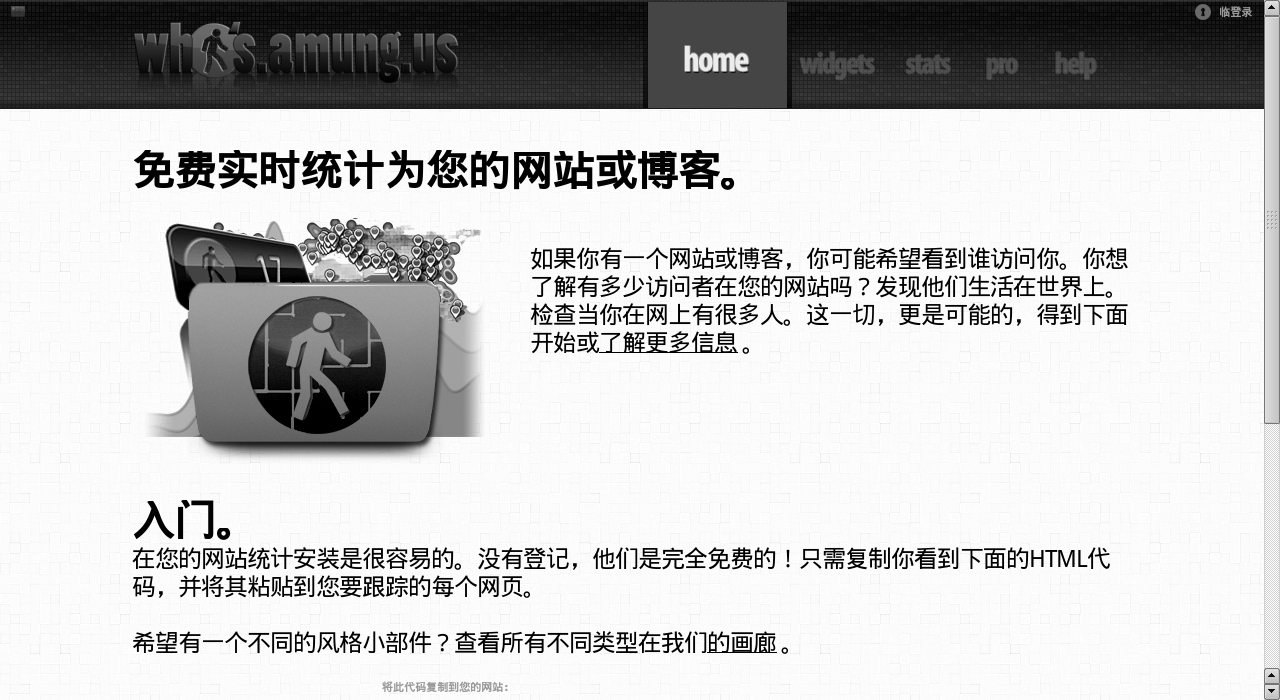 临登录
who's.amung.us
home widgets stats pro help
免费实时统计为您的网站或博客。
17
如果你有一个网站或博客，你可能希望看到谁访问你。你想
了解有多少访问者在您的网站吗？发现他们生活在世界上。
检查当你在网上有很多人。这一切，更是可能的，得到下面
开始或了解更多信息 。
入门。
在您的网站统计安装是很容易的。没有登记，他们是完全免费的！只需复制你看到下面的HTML代
码，并将其粘贴到您要跟踪的每个网页。
希望有一个不同的风格小部件？查看所有不同类型在我们的画廊 。
将此代码复制到您的网站：